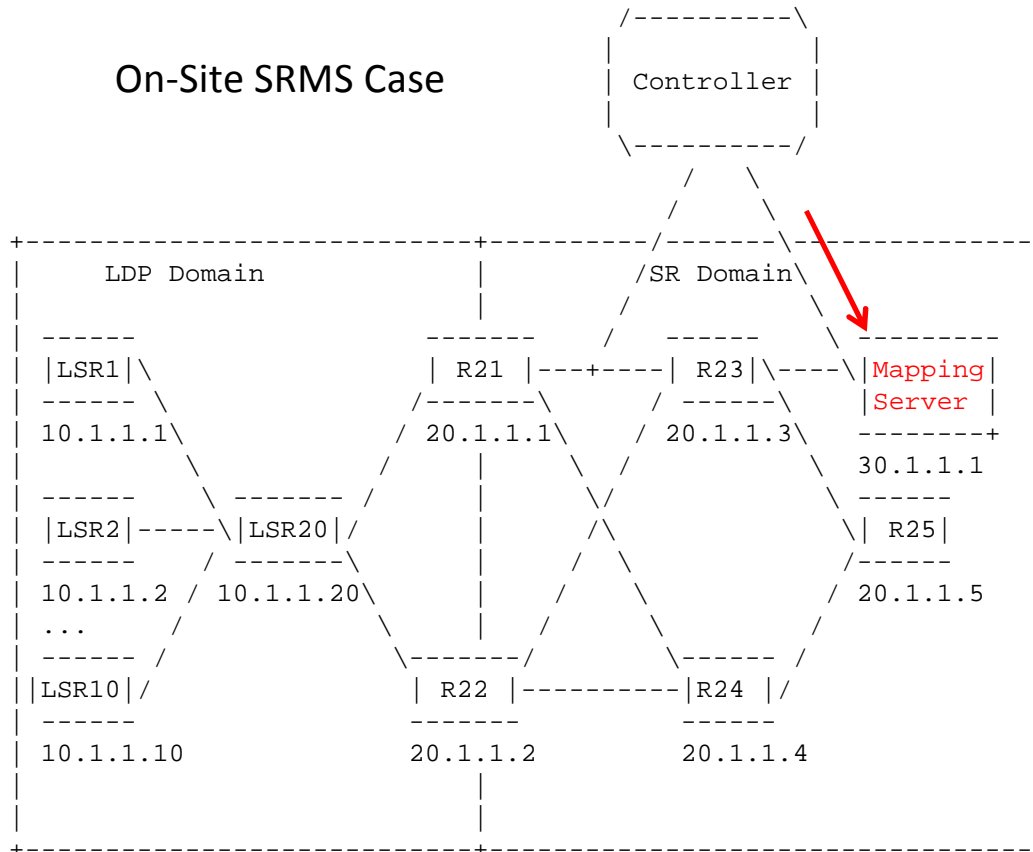 On-Site SRMS Case
Controller
LDP Domain
SR Domain
LSR1
R21
R23
Mapping
Server
10.1.1.1
20.1.1.1
20.1.1.3
30.1.1.1
LSR2
LSR20
R25
10.1.1.2
10.1.1.20
20.1.1.5
...
LSR10
R22
R24
10.1.1.10
20.1.1.2
20.1.1.4